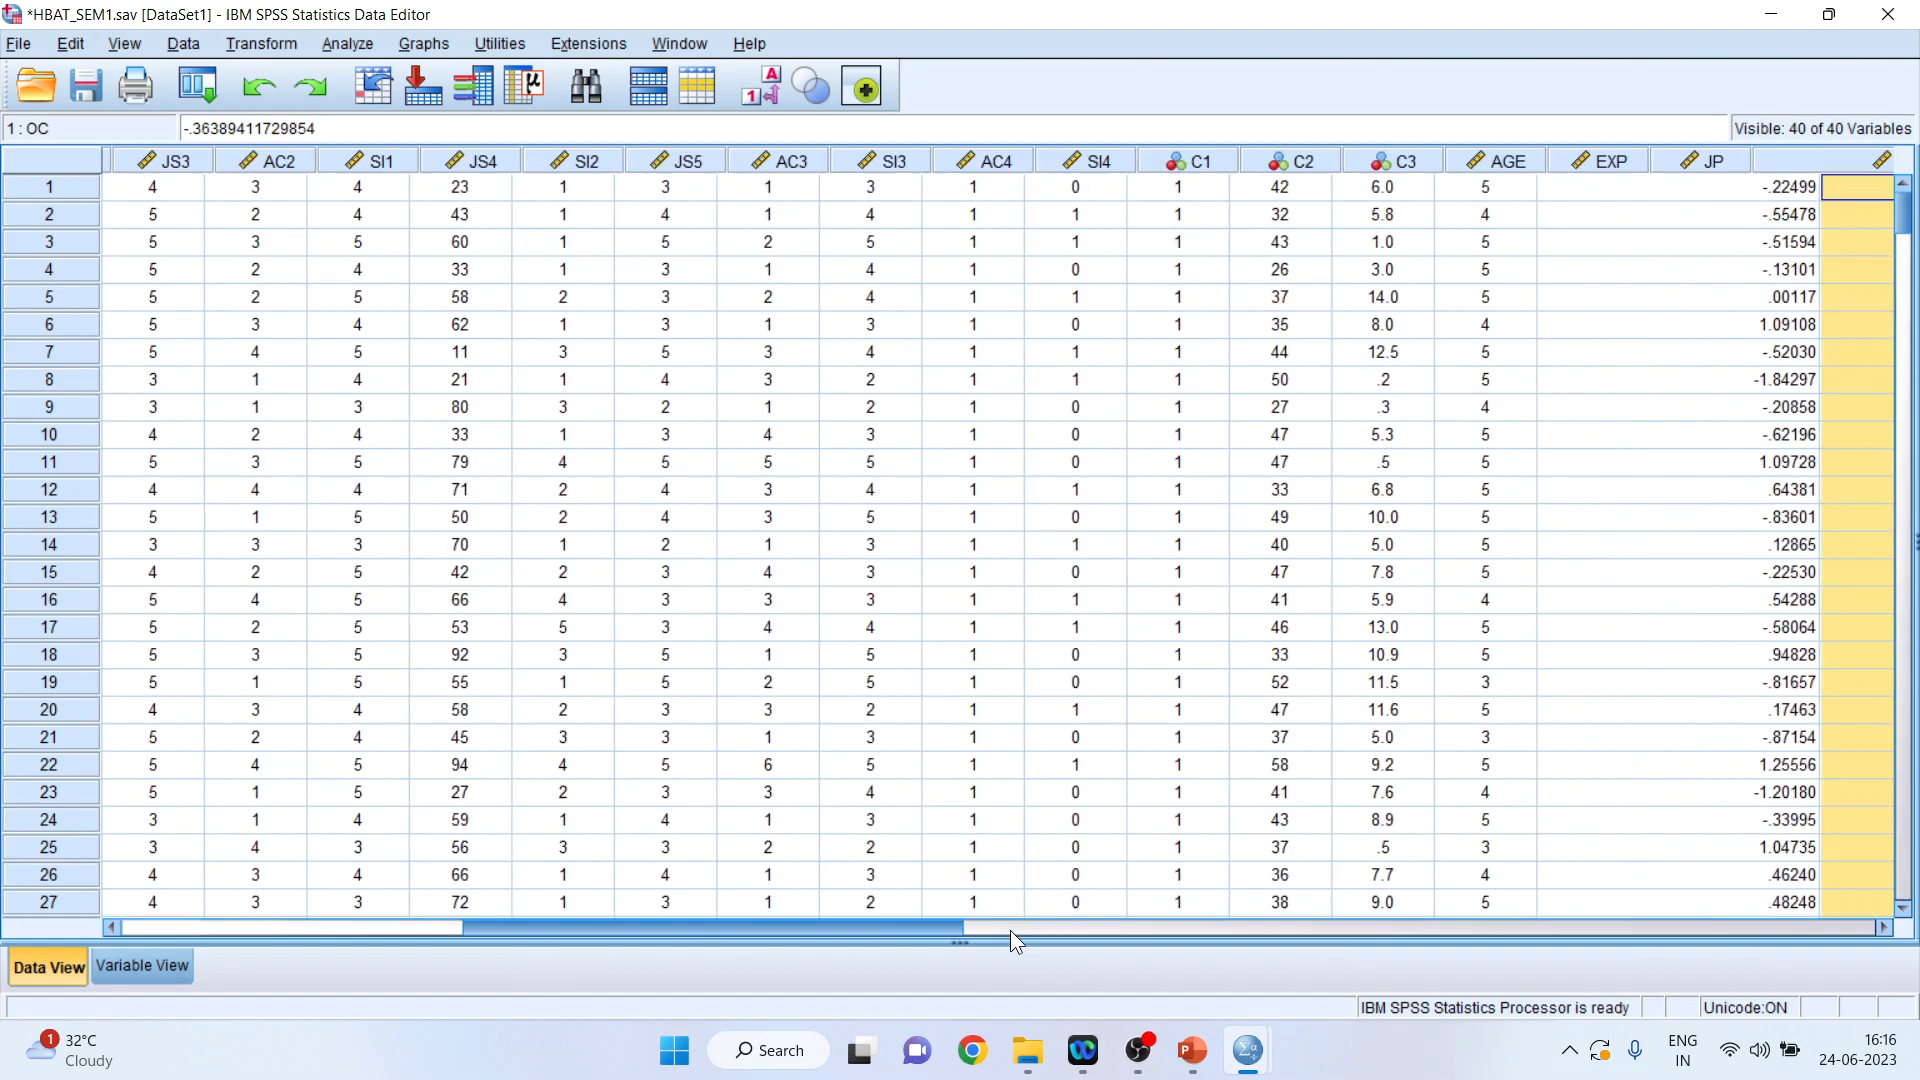 *HBAT_SEM1.sav [DataSet1] - IBM SPSS Statistics Data Editor
File Edit View Data Transform Analyze Graphs Utilities Extensions Window Help
1 : OC -.36389411729854 Visible: 40 of 40 Variables
JS3 AC2 SI1 JS4 SI2 JS5 AC3 SI3 AC4 SI4 C1 C2 C3 AGE EXP JP
1 4 3 4 23 1 3 1 3 1 0 1 42 6.0 5 -.22499
2 5 2 4 43 1 4 1 4 1 1 1 32 5.8 4 -.55478
3 5 3 5 60 1 5 2 5 1 1 1 43 1.0 5 -.51594
4 5 2 4 33 1 3 1 4 1 0 1 26 3.0 5 -.13101
5 5 2 5 58 2 3 2 4 1 1 1 37 14.0 5 .00117
6 5 3 4 62 1 3 1 3 1 0 1 35 8.0 4 1.09108
7 5 4 5 11 3 5 3 4 1 1 1 44 12.5 5 -.52030
8 3 1 4 21 1 4 3 2 1 1 1 50 .2 5 -1.84297
9 3 1 3 80 3 2 1 2 1 0 1 27 .3 4 -.20858
10 4 2 4 33 1 3 4 3 1 0 1 47 5.3 5 -.62196
11 5 3 5 79 4 5 5 5 1 0 1 47 .5 5 1.09728
12 4 4 4 71 2 4 3 4 1 1 1 33 6.8 5 .64381
13 5 1 5 50 2 4 3 5 1 0 1 49 10.0 5 -.83601
14 3 3 3 70 1 2 1 3 1 1 1 40 5.0 5 .12865
15 4 2 5 42 2 3 4 3 1 0 1 47 7.8 5 -.22530
16 5 4 5 66 4 3 3 3 1 1 1 41 5.9 4 .54288
17 5 2 5 53 5 3 4 4 1 1 1 46 13.0 5 -.58064
18 5 3 5 92 3 5 1 5 1 0 1 33 10.9 5 .94828
19 5 1 5 55 1 5 2 5 1 0 1 52 11.5 3 -.81657
20 4 3 4 58 2 3 3 2 1 1 1 47 11.6 5 .17463
21 5 2 4 45 3 3 1 3 1 0 1 37 5.0 3 -.87154
22 5 4 5 94 4 5 6 5 1 1 1 58 9.2 5 1.25556
23 5 1 5 27 2 3 3 4 1 0 1 41 7.6 4 -1.20180
24 3 1 4 59 1 4 1 3 1 0 1 43 8.9 5 -.33995
25 3 4 3 56 3 3 2 2 1 0 1 37 .5 3 1.04735
26 4 3 4 66 1 4 1 3 1 0 1 36 7.7 4 .46240
27 4 3 3 72 1 3 1 2 1 0 1 38 9.0 5 .48248
Data View Variable View
IBM SPSS Statistics Processor is ready Unicode:ON
1 32°C
Cloudy
Search
ENG
IN
16:16
24-06-2023